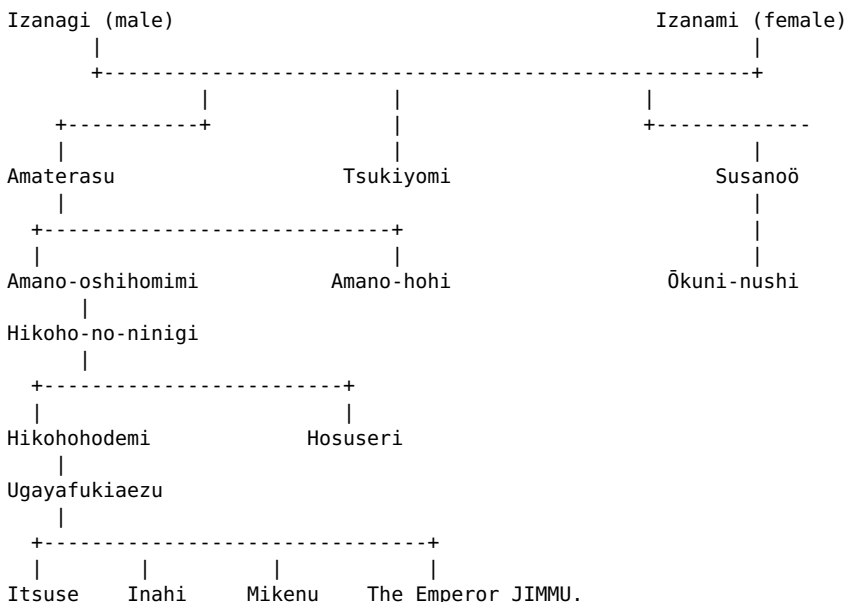 Izanagi (male) Izanami (female)
Amaterasu Tsukiyomi Susanoö
Amano-oshihomimi Amano-hohi Ōkuni-nushi
Hikoho-no-ninigi
Hikohohodemi Hosuseri
Ugayafukiaezu
Itsuse Inahi Mikenu The Emperor JIMMU.